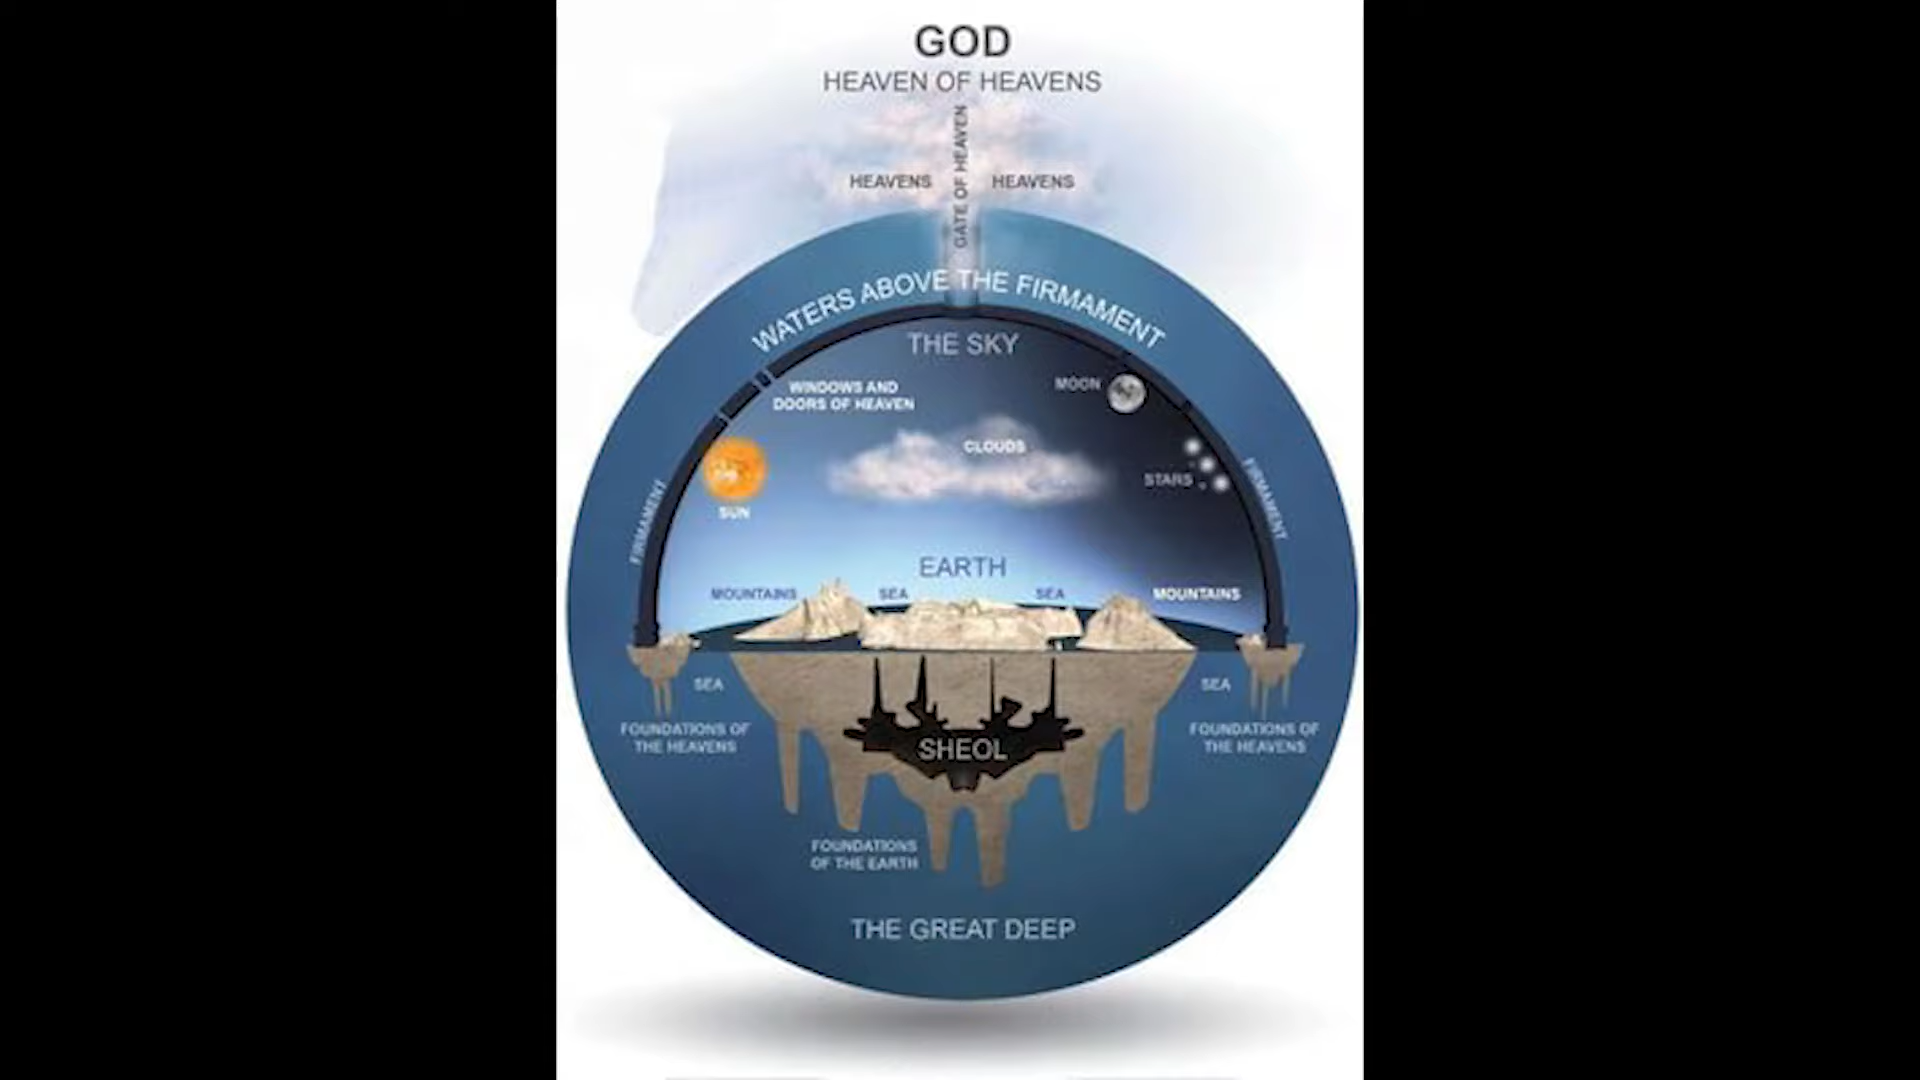 GOD
HEAVEN OF HEAVENS
GATE OF HEAVEN
HEAVENS
HEAVENS
WATERS ABOVE THE FIRMAMENT
THE SKY
WINDOWS AND
DOORS OF HEAVEN
MOON
CLOUDS
STARS
SUN
FIRMAMENT
FIRMAMENT
EARTH
MOUNTAINS
SEA
SEA
MOUNTAINS
SEA
SEA
FOUNDATIONS OF
THE HEAVENS
FOUNDATIONS OF
THE HEAVENS
SHEOL
FOUNDATIONS
OF THE EARTH
THE GREAT DEEP